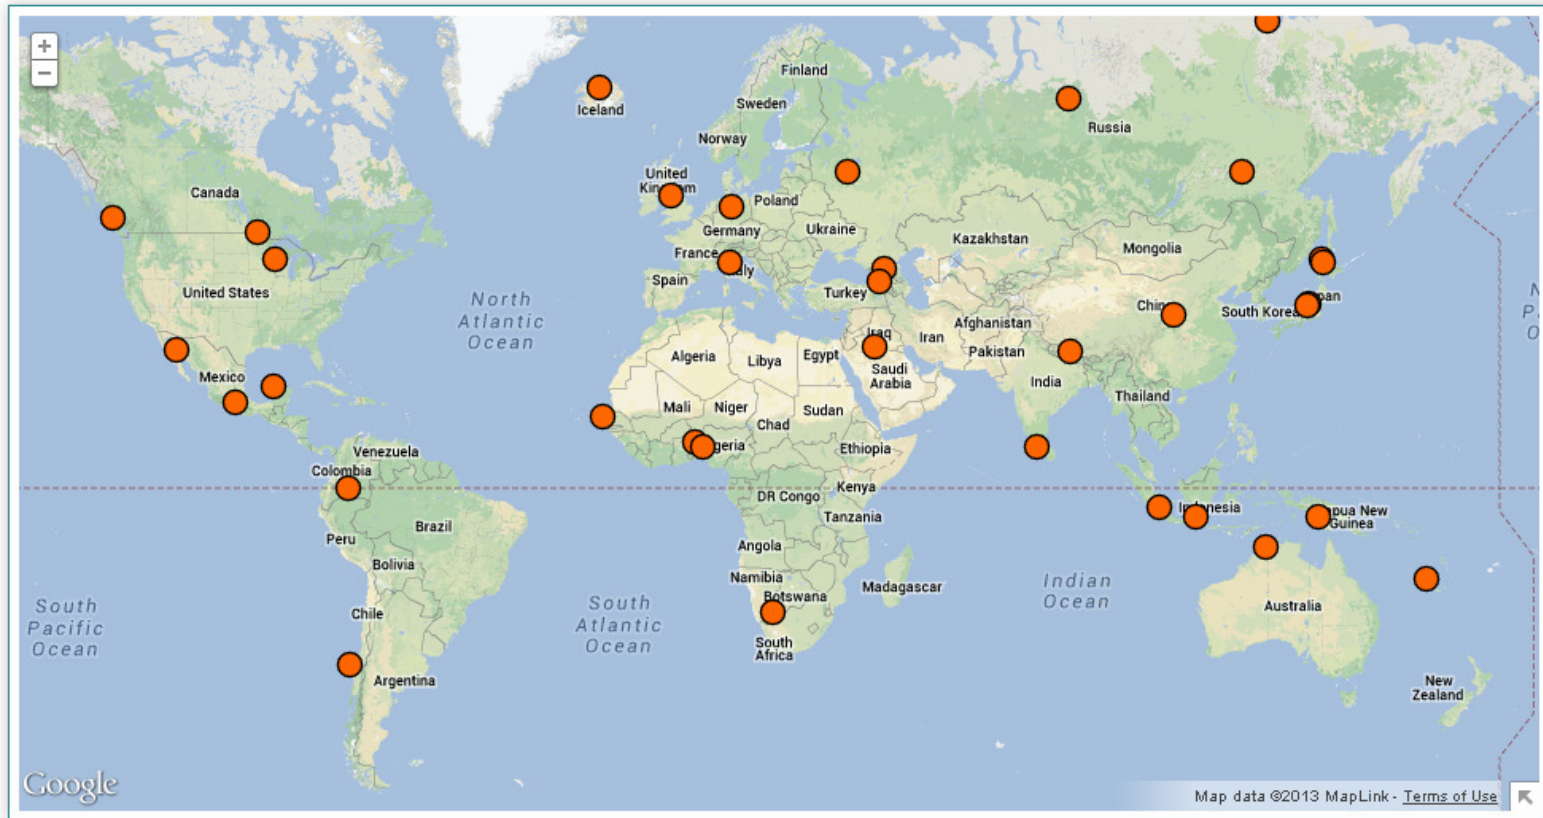 +
−
Finland
Iceland
Sweden
Russia
Norway
United
Canada
Poland
Ukraine
Germany
Kazakhstan
Mongolia
France
Spain
United States
Turkey
North
Atlantic
Ocean
South Korea
Afghanistan
Iran
Iraq
Pakistan
Algeria
Libya
Egypt
Saudi
Arabia
Mexico
India
Thailand
Mali
Niger
Sudan
Chad
Ethiopia
Venezuela
Colombia
Kenya
DR Congo
Tanzania
Brazil
Guinea
Peru
Angola
Bolivia
Namibia
Botswana
Madagascar
Indian
Ocean
South
Pacific
Ocean
South
Atlantic
Ocean
Chile
Australia
South
Africa
Argentina
New
Zealand
Google
Map data ©2013 MapLink - Terms of Use